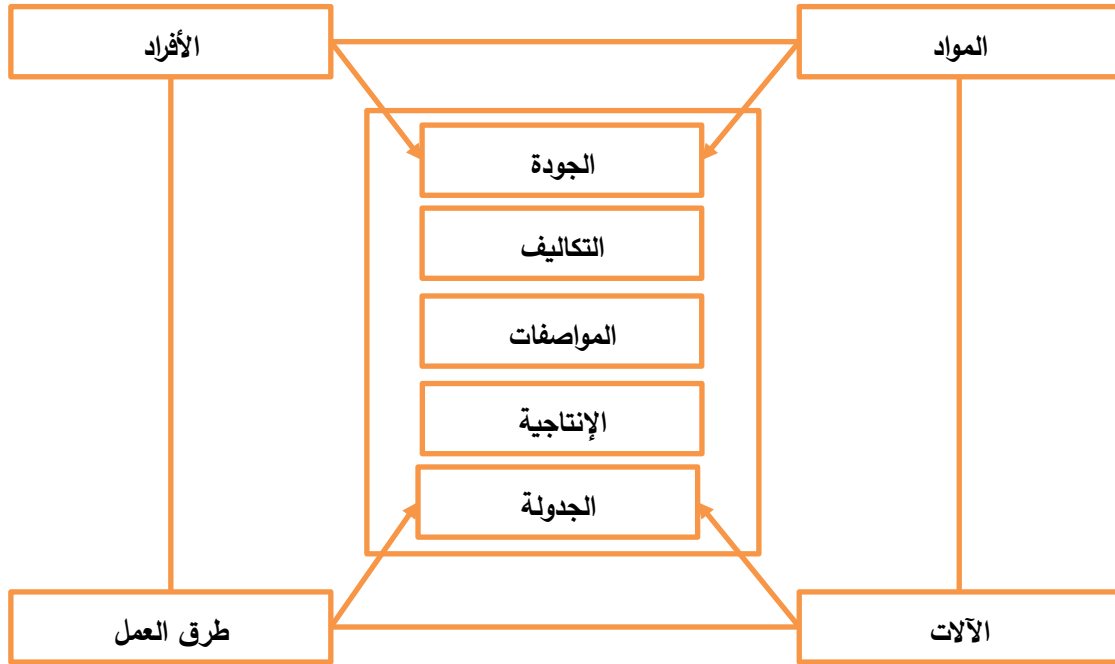 المواد
الأفراد
الجودة
التكاليف
المواصفات
الإنتاجية
الجدولة
الآلات
طرق العمل